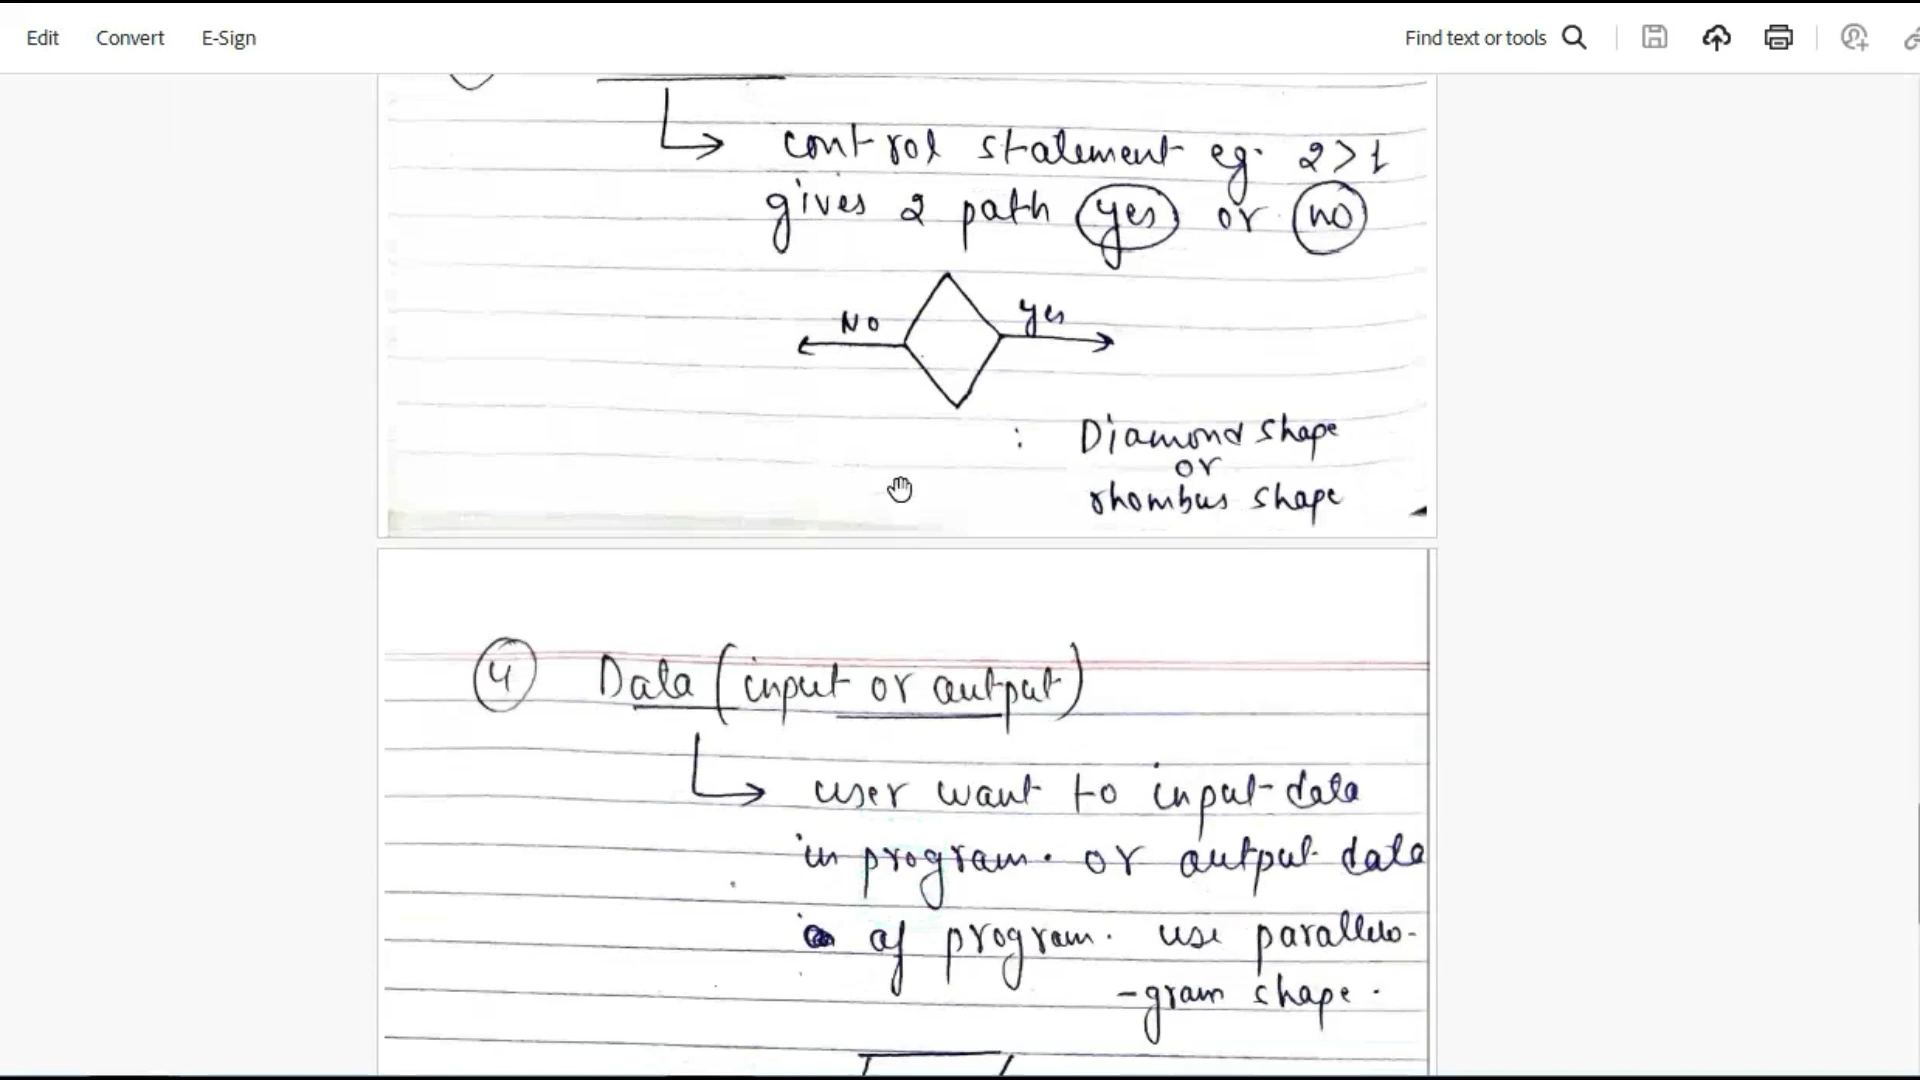 Edit Convert E-Sign Find text or tools
control statement eg. 2>1
gives 2 path yes or no
No yes
: Diamond shape
or
rhombus shape
4 Data (input or output)
user want to input data
in program. or output data
of program. use parallelo-
-gram shape.